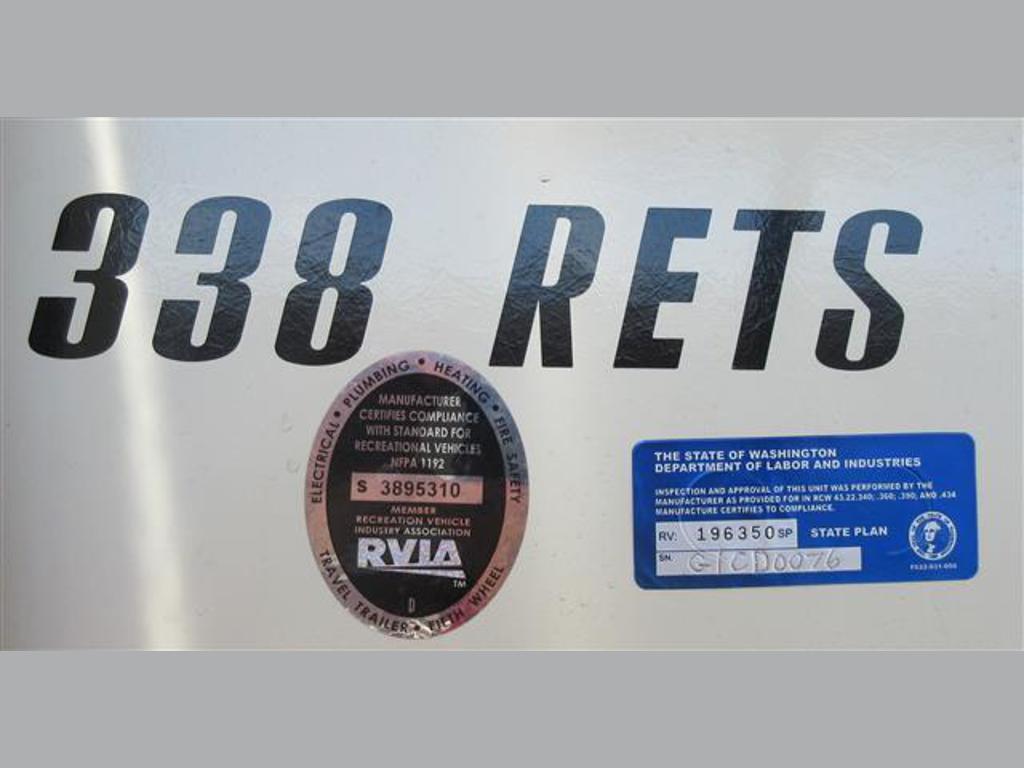 338 RETS
ELECTRICAL • PLUMBING • HEATING • FIRE SAFETY
MANUFACTURER
CERTIFIES COMPLIANCE
WITH STANDARD FOR
RECREATIONAL VEHICLES
NFPA 1192
S 3895310
MEMBER
RECREATION VEHICLE
INDUSTRY ASSOCIATION
RVIA
TM
D
TRAVEL TRAILER • FIFTH WHEEL
THE STATE OF WASHINGTON
DEPARTMENT OF LABOR AND INDUSTRIES
INSPECTION AND APPROVAL OF THIS UNIT WAS PERFORMED BY THE
MANUFACTURER AS PROVIDED FOR IN RCW 43.22.340; .360; .390; AND .434
MANUFACTURE CERTIFIES TO COMPLIANCE.
RV: 196350 SP STATE PLAN
SN.